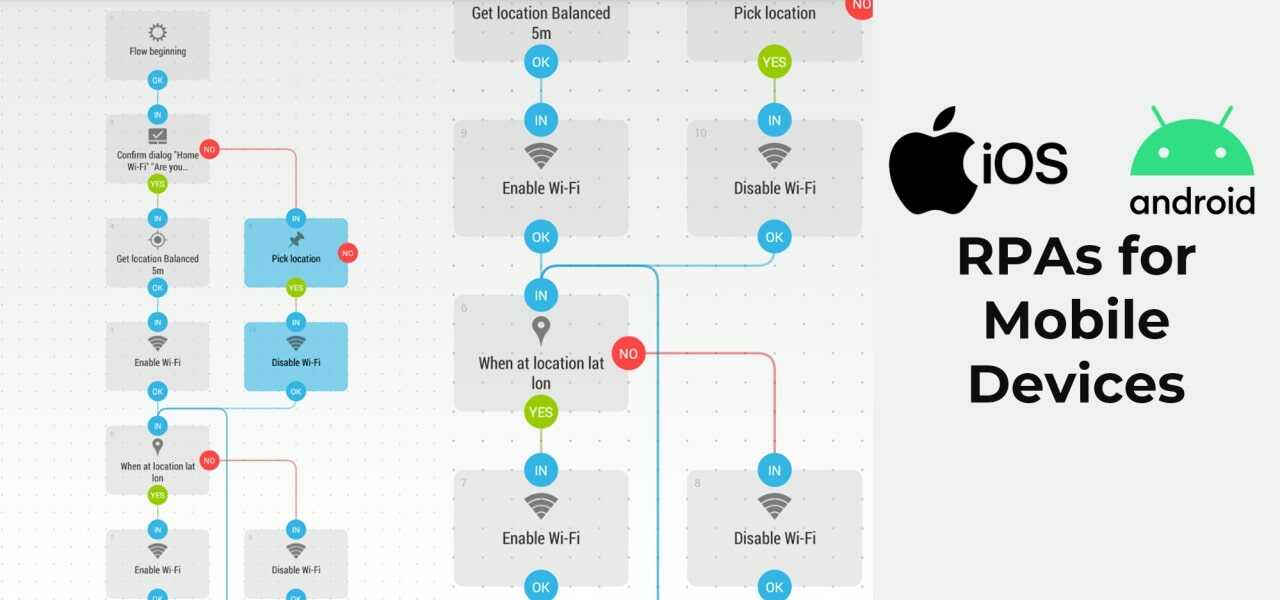 Flow beginning
OK
IN
Confirm dialog "Home
Wi-Fi" "Are you...
NO
YES
IN
Get location Balanced
5m
OK
IN
Pick location
NO
YES
IN
Enable Wi-Fi
OK
IN
Disable Wi-Fi
OK
IN
When at location lat
lon
NO
YES
IN
7
Enable Wi-Fi
OK
IN
Disable Wi-Fi
OK
Get location Balanced
5m
OK
Pick location
NO
YES
IN
9
Enable Wi-Fi
OK
IN
10
Disable Wi-Fi
OK
IN
6
When at location lat
lon
NO
YES
IN
7
Enable Wi-Fi
OK
IN
8
Disable Wi-Fi
OK
iOS
android
RPAs for
Mobile
Devices